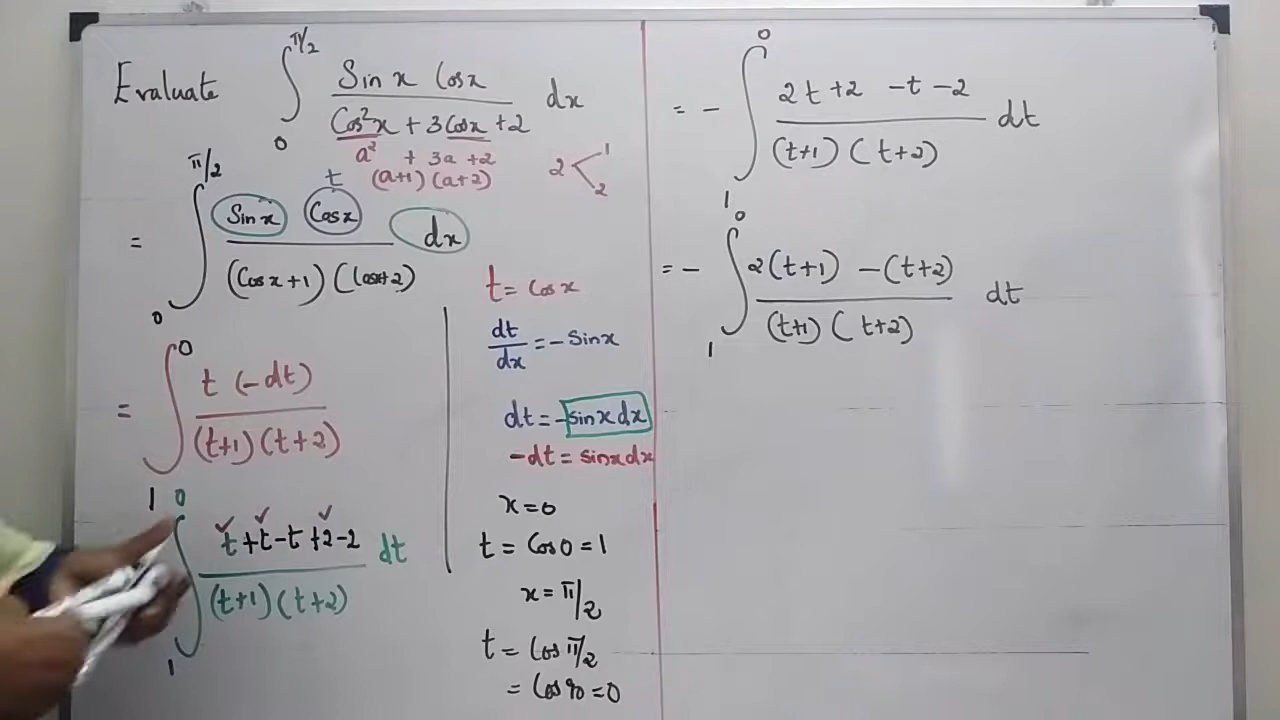 Evaluate ∫₀^{π/2} Sin x Cos x / (Cos²x + 3Cosx + 2) dx
a² + 3a + 2
(a+1) (a+2)
2 < 1 2
t
= ∫₀^{π/2} Sin x Cos x / (Cos x + 1) (Cos x + 2) dx
= ∫₁⁰ t (-dt) / (t+1) (t+2)
∫₁⁰ t + t - t + 2 - 2 / (t+1) (t+2) dt
t = Cos x
dt/dx = - Sin x
dt = - sin x dx
-dt = sinx dx
x = 0
t = Cos 0 = 1
x = π/2
t = Cos π/2
= Cos 90 = 0
= - ∫₁⁰ 2t + 2 - t - 2 / (t+1) (t+2) dt
= - ∫₁⁰ 2(t+1) - (t+2) / (t+1) (t+2) dt